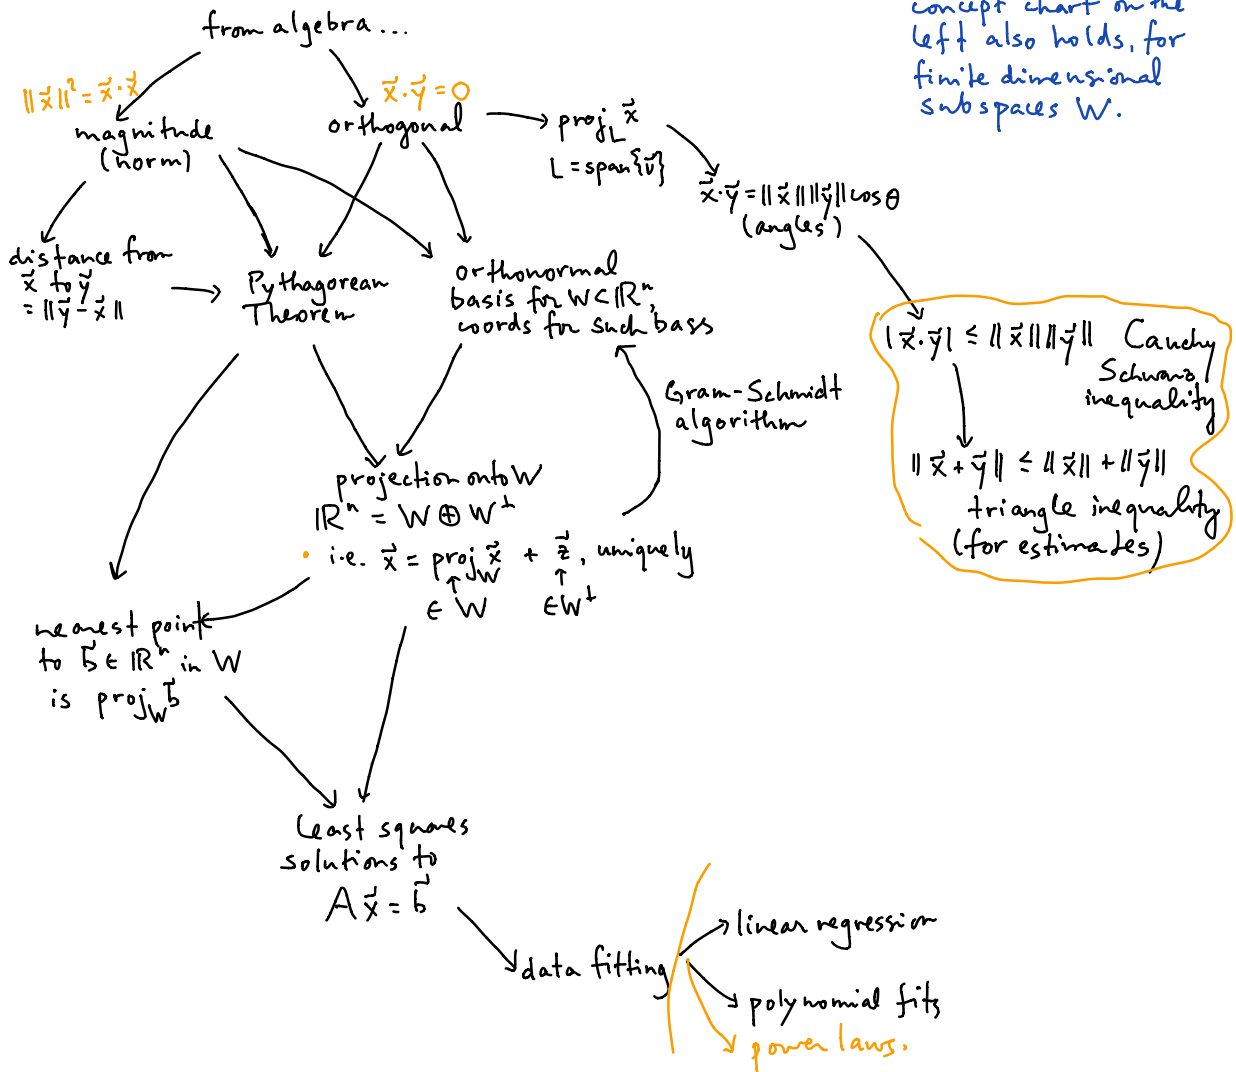 from algebra ...
concept chart on the
left also holds, for
finite dimensional
subspaces W.
||x⃗||² = x⃗·x⃗
x⃗·y⃗ = 0
magnitude
(norm)
orthogonal
proj_L x⃗
L = span{v⃗}
x⃗·y⃗ = ||x⃗|| ||y⃗|| cos θ
(angles)
distance from
x⃗ to y⃗
= ||y⃗ - x⃗||
Pythagorean
Theorem
orthonormal
basis for W⊂ℝⁿ,
coords for such bass
|x⃗·y⃗| ≤ ||x⃗|| ||y⃗|| Cauchy
Schwarz
inequality
Gram-Schmidt
algorithm
||x⃗ + y⃗|| ≤ ||x⃗|| + ||y⃗||
triangle inequality
(for estimates)
projection onto W
ℝⁿ = W ⊕ W^⊥
· i.e. x⃗ = proj_W x⃗ + z⃗, uniquely
∈ W ∈W^⊥
nearest point
to b⃗ ∈ ℝⁿ in W
is proj_W b⃗
least squares
solutions to
A x⃗ = b⃗
data fitting
linear regression
polynomial fits
power laws.